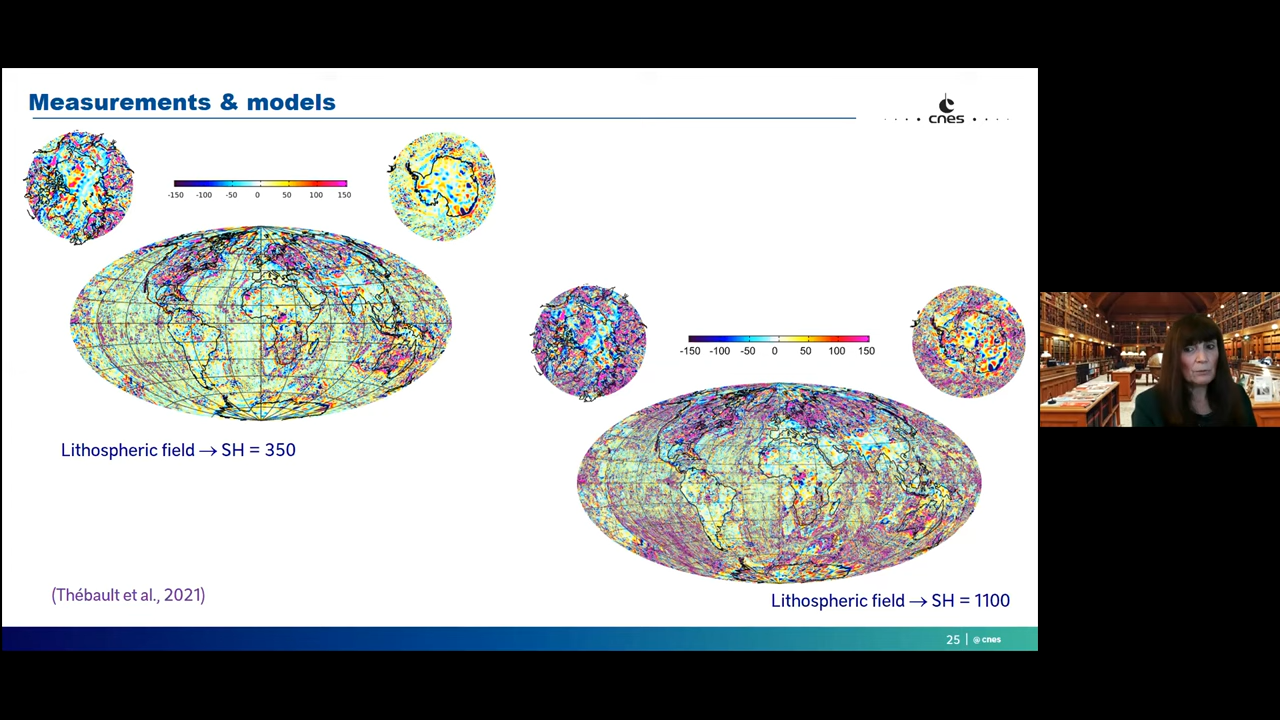 Measurements & models
cnes
-150 -100 -50 0 50 100 150
Lithospheric field → SH = 350
-150 -100 -50 0 50 100 150
Lithospheric field → SH = 1100
(Thébault et al., 2021)
25 | @ cnes